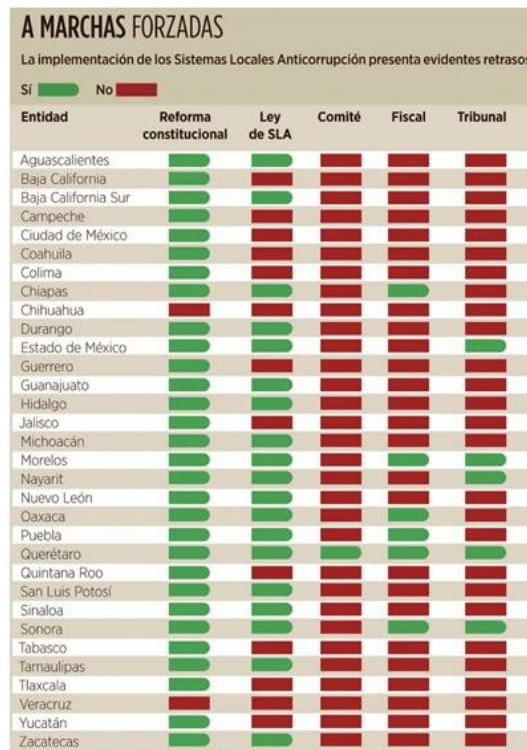 A MARCHAS FORZADAS
La implementación de los Sistemas Locales Anticorrupción presenta evidentes retrasos
Sí No
Entidad Reforma constitucional Ley de SLA Comité Fiscal Tribunal
Aguascalientes
Baja California
Baja California Sur
Campeche
Ciudad de México
Coahuila
Colima
Chiapas
Chihuahua
Durango
Estado de México
Guerrero
Guanajuato
Hidalgo
Jalisco
Michoacán
Morelos
Nayarit
Nuevo León
Oaxaca
Puebla
Querétaro
Quintana Roo
San Luis Potosí
Sinaloa
Sonora
Tabasco
Tamaulipas
Tlaxcala
Veracruz
Yucatán
Zacatecas